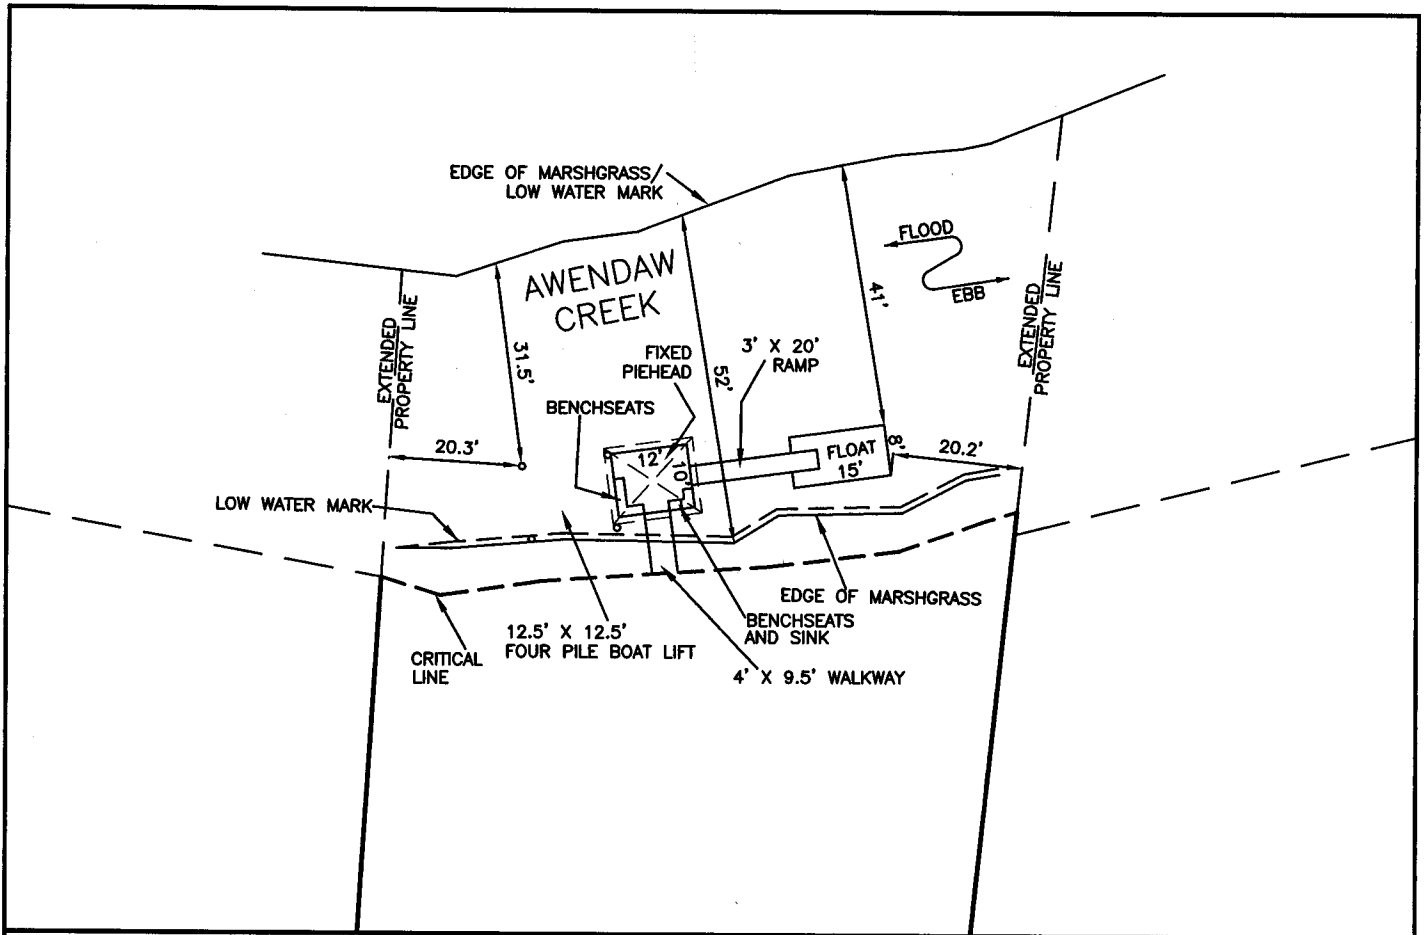 EDGE OF MARSHGRASS/
LOW WATER MARK
FLOOD
EBB
AWENDAW
CREEK
EXTENDED
PROPERTY LINE
31.5'
52'
41'
EXTENDED
PROPERTY LINE
FIXED
PIEHEAD
3' X 20'
RAMP
BENCHSEATS
20.3'
12'
10'
FLOAT
15'
8'
20.2'
LOW WATER MARK
EDGE OF MARSHGRASS
BENCHSEATS
AND SINK
12.5' X 12.5'
FOUR PILE BOAT LIFT
CRITICAL
LINE
4' X 9.5' WALKWAY